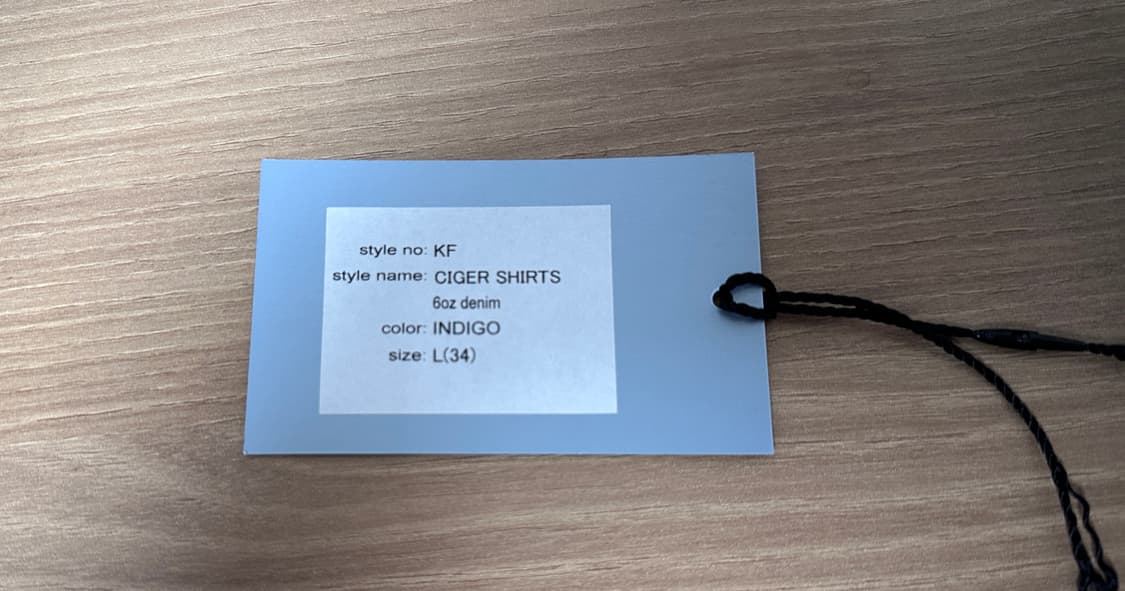 style no: KF
style name: CIGER SHIRTS
6oz denim
color: INDIGO
size: L(34)